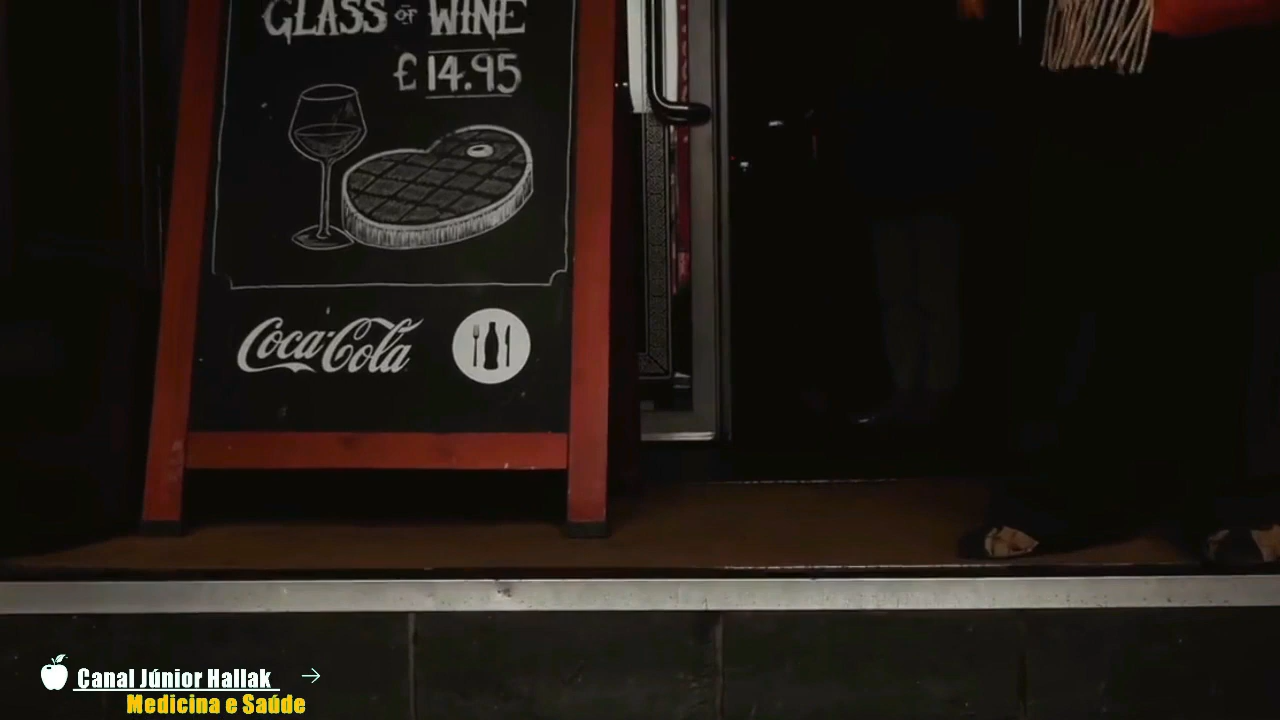 GLASS OF WINE
£14.95
Coca-Cola
Canal Júnior Hallak
Medicina e Saúde